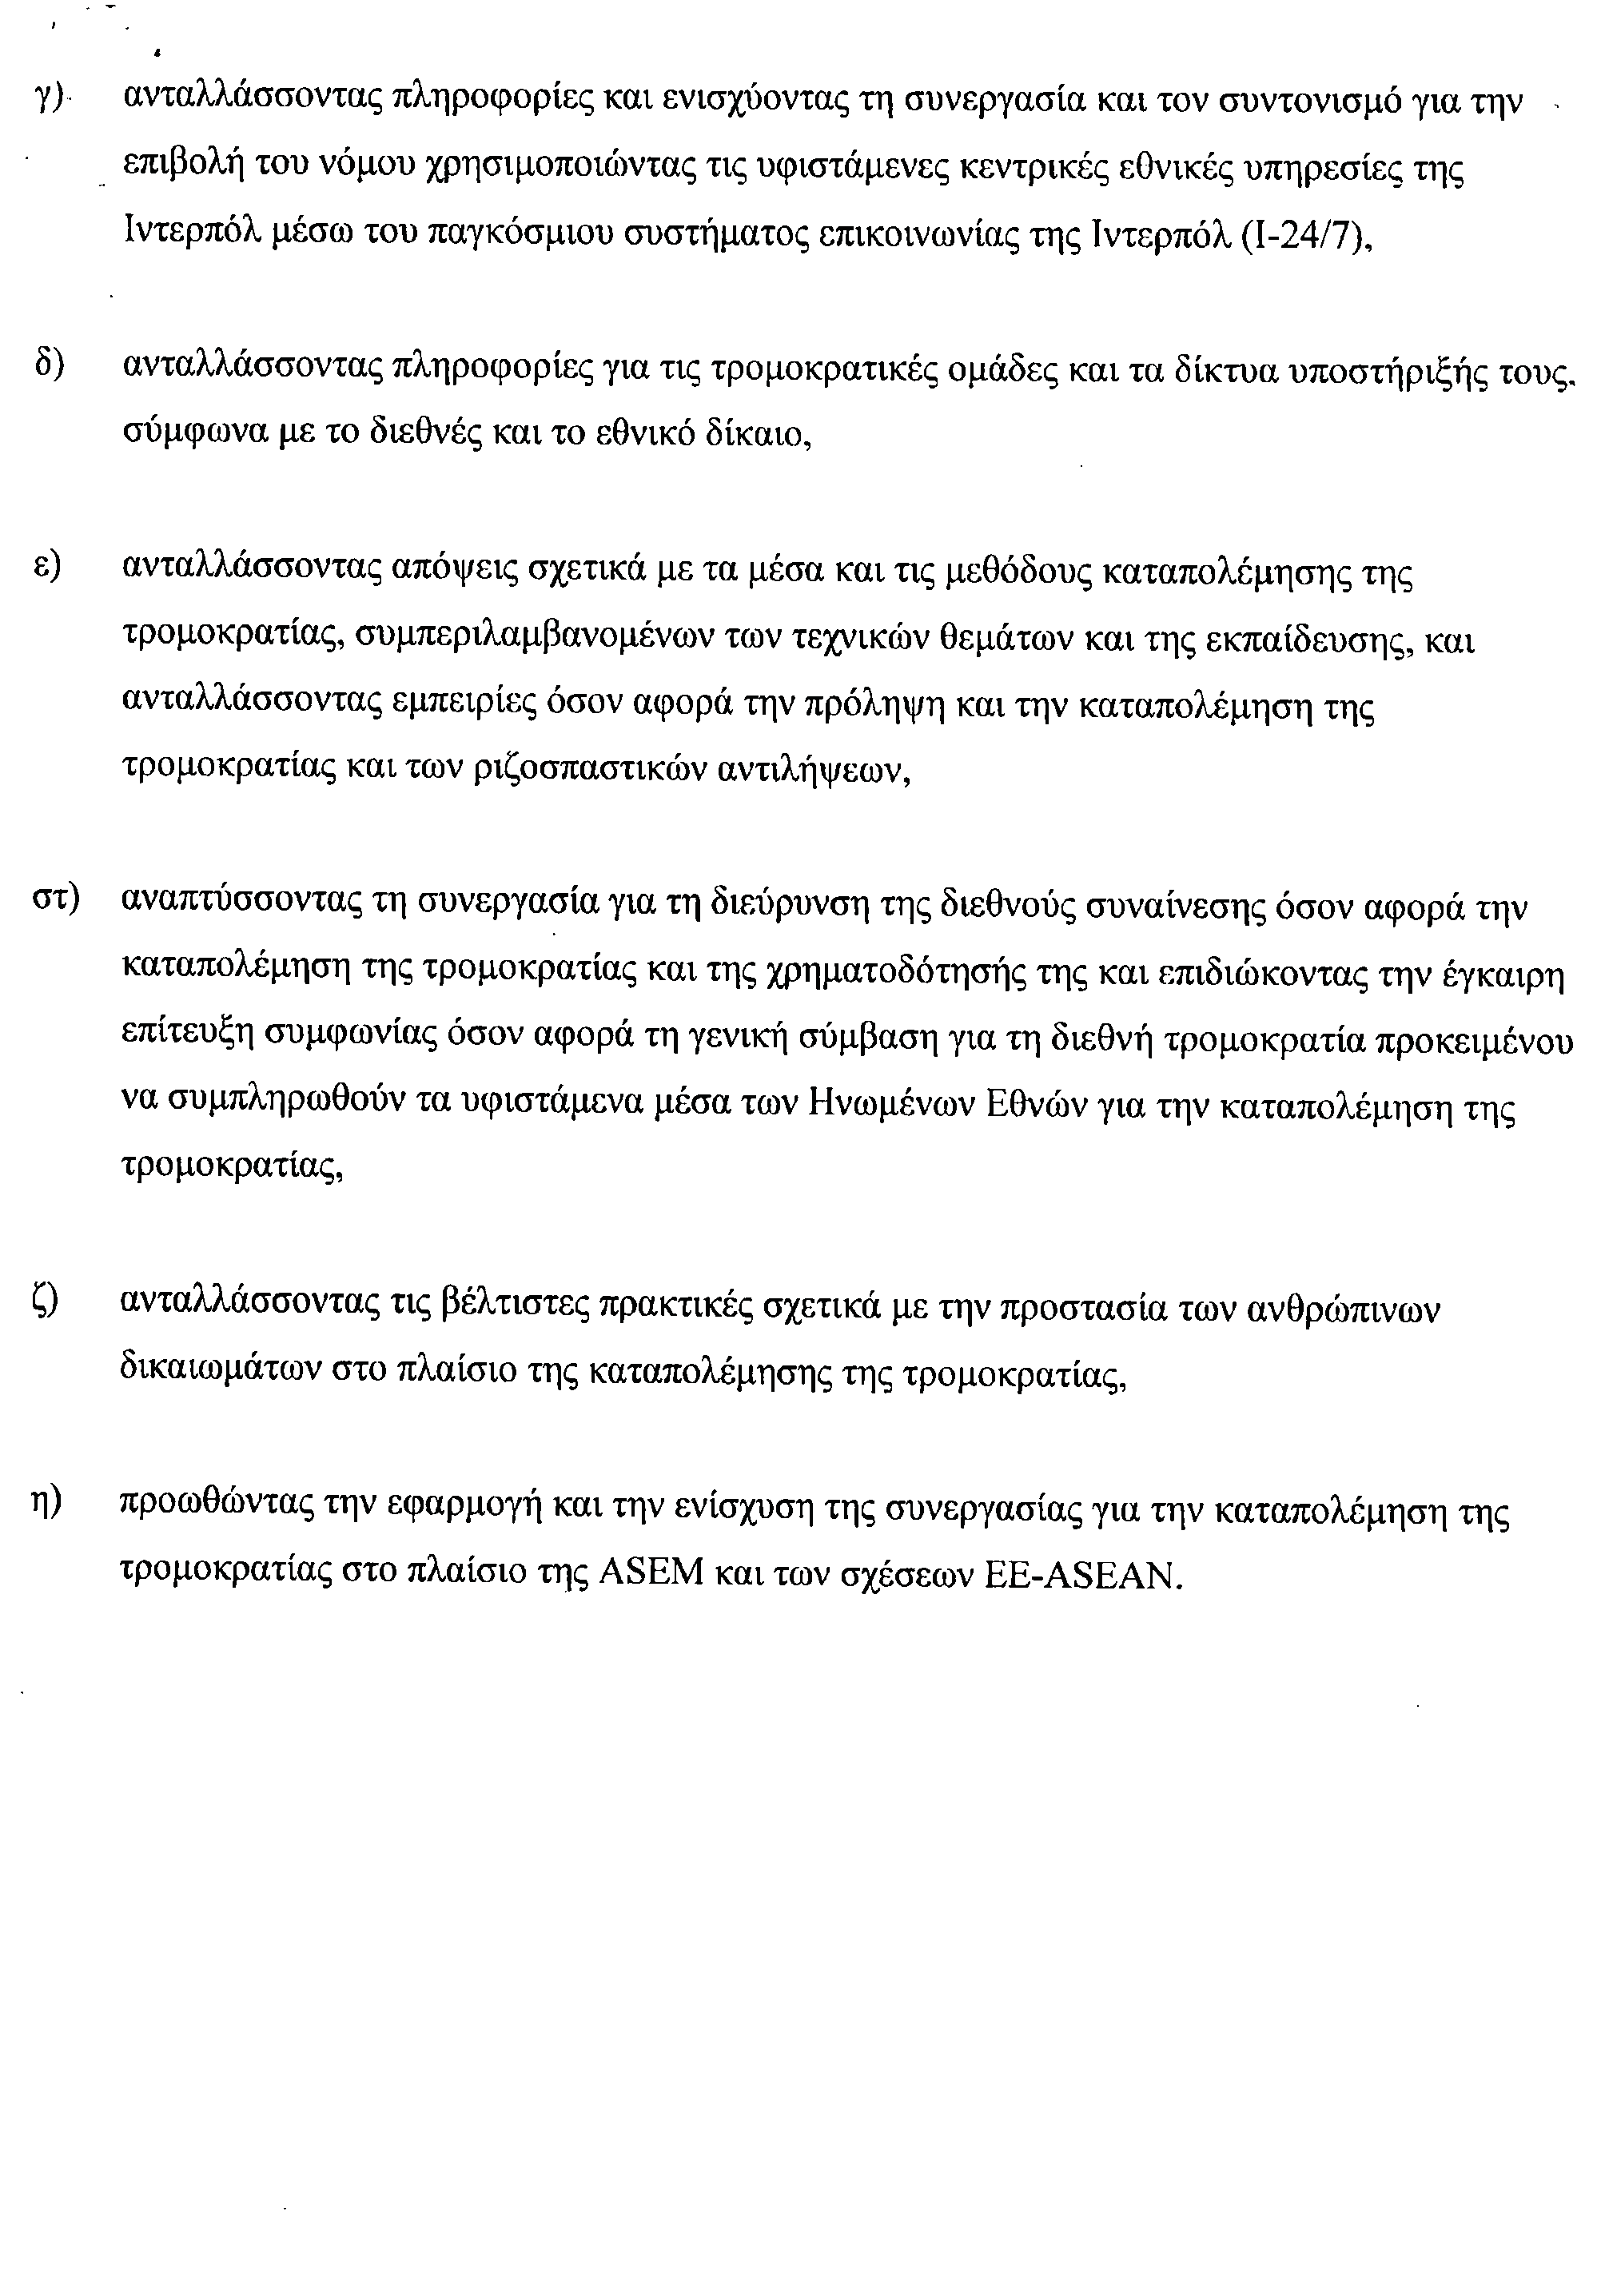 γ) ανταλλάσσοντας πληροφορίες και ενισχύοντας τη συνεργασία και τον συντονισμό για την
επιβολή του νόμου χρησιμοποιώντας τις υφιστάμενες κεντρικές εθνικές υπηρεσίες της
Ιντερπόλ μέσω του παγκόσμιου συστήματος επικοινωνίας της Ιντερπόλ (I-24/7),
δ) ανταλλάσσοντας πληροφορίες για τις τρομοκρατικές ομάδες και τα δίκτυα υποστήριξής τους,
σύμφωνα με το διεθνές και το εθνικό δίκαιο,
ε) ανταλλάσσοντας απόψεις σχετικά με τα μέσα και τις μεθόδους καταπολέμησης της
τρομοκρατίας, συμπεριλαμβανομένων των τεχνικών θεμάτων και της εκπαίδευσης, και
ανταλλάσσοντας εμπειρίες όσον αφορά την πρόληψη και την καταπολέμηση της
τρομοκρατίας και των ριζοσπαστικών αντιλήψεων,
στ) αναπτύσσοντας τη συνεργασία για τη διεύρυνση της διεθνούς συναίνεσης όσον αφορά την
καταπολέμηση της τρομοκρατίας και της χρηματοδότησής της και επιδιώκοντας την έγκαιρη
επίτευξη συμφωνίας όσον αφορά τη γενική σύμβαση για τη διεθνή τρομοκρατία προκειμένου
να συμπληρωθούν τα υφιστάμενα μέσα των Ηνωμένων Εθνών για την καταπολέμηση της
τρομοκρατίας,
ζ) ανταλλάσσοντας τις βέλτιστες πρακτικές σχετικά με την προστασία των ανθρώπινων
δικαιωμάτων στο πλαίσιο της καταπολέμησης της τρομοκρατίας,
η) προωθώντας την εφαρμογή και την ενίσχυση της συνεργασίας για την καταπολέμηση της
τρομοκρατίας στο πλαίσιο της ASEM και των σχέσεων ΕΕ-ASEAN.